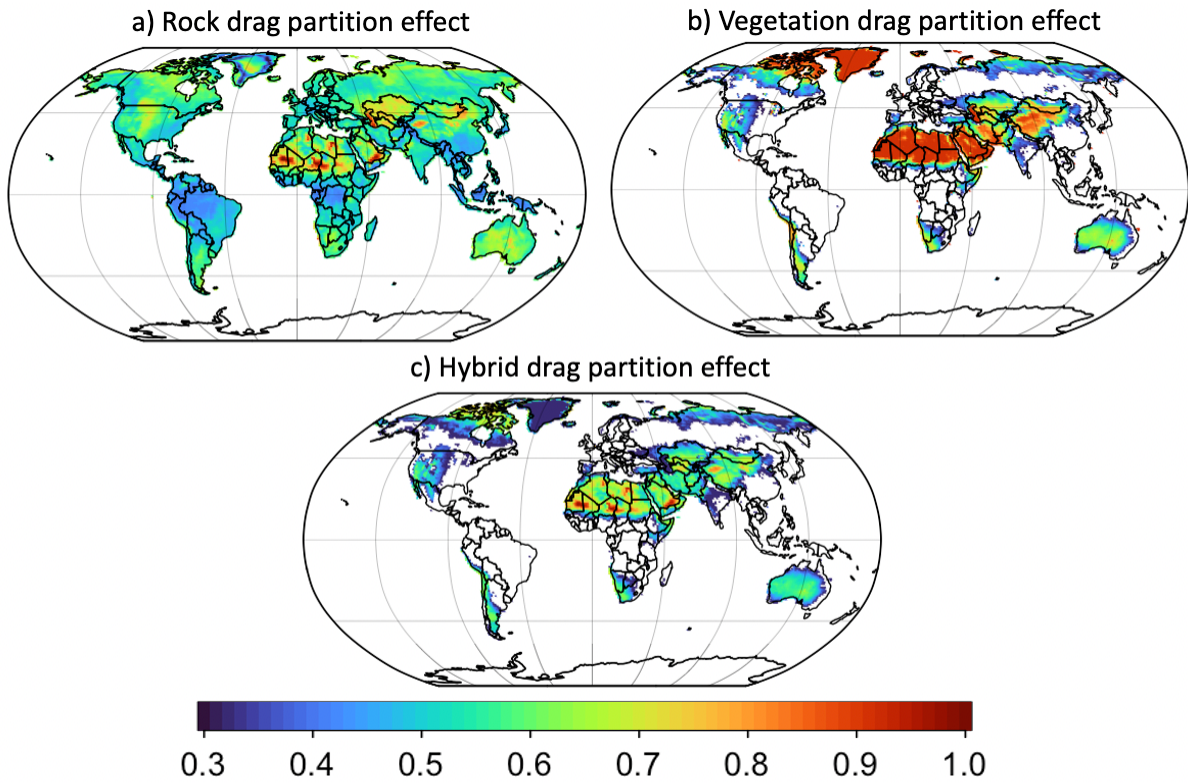 a) Rock drag partition effect
b) Vegetation drag partition effect
c) Hybrid drag partition effect
0.3 0.4 0.5 0.6 0.7 0.8 0.9 1.0